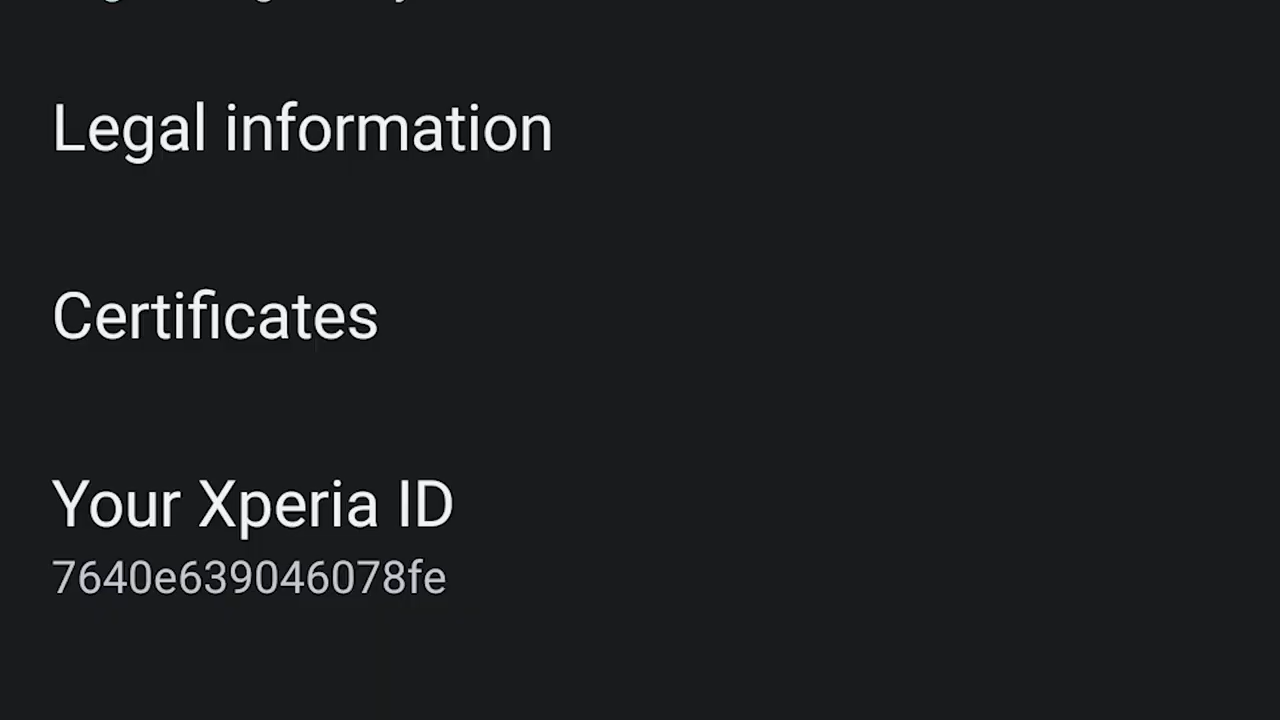 Legal information
Certificates
Your Xperia ID
7640e639046078fe